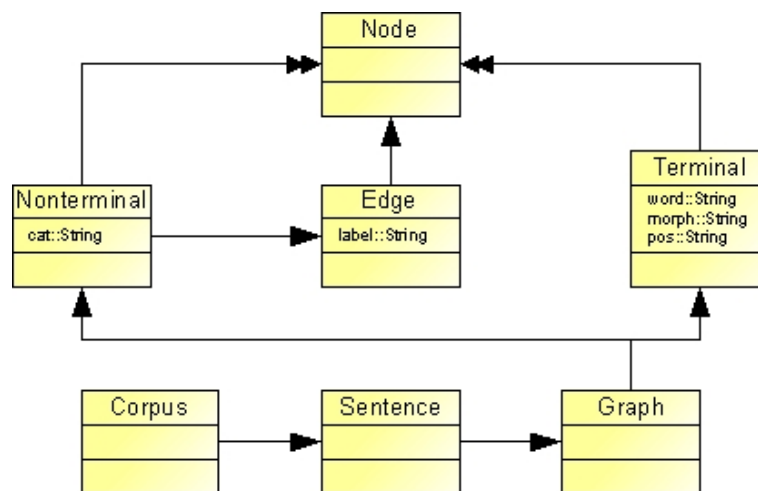 Node
Nonterminal
cat::String
Edge
label::String
Terminal
word::String
morph::String
pos::String
Corpus
Sentence
Graph